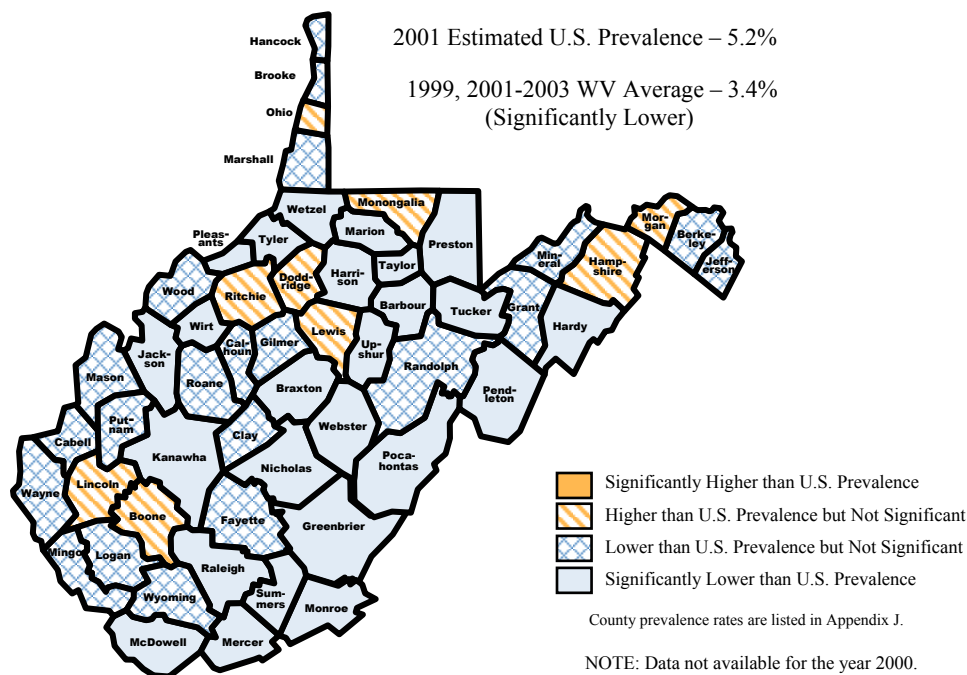 Hancock
2001 Estimated U.S. Prevalence – 5.2%
Brooke
1999, 2001-2003 WV Average – 3.4%
(Significantly Lower)
Ohio
Marshall
Wetzel
Monongalia
Marion
Pleas-
ants
Tyler
Preston
Mor-
gan
Berke-
ley
Jeff-
erson
Min-
eral
Hamp-
shire
Wood
Ritchie
Dodd-
ridge
Harri-
son
Taylor
Barbour
Tucker
Grant
Hardy
Wirt
Lewis
Gilmer
Cal-
houn
Up-
shur
Randolph
Jack-
son
Mason
Roane
Braxton
Pend-
leton
Webster
Put-
nam
Cabell
Clay
Kanawha
Nicholas
Poca-
hontas
Wayne
Lincoln
Boone
Fayette
Greenbrier
Mingo
Logan
Raleigh
Wyoming
Sum-
mers
Monroe
McDowell
Mercer
Significantly Higher than U.S. Prevalence
Higher than U.S. Prevalence but Not Significant
Lower than U.S. Prevalence but Not Significant
Significantly Lower than U.S. Prevalence
County prevalence rates are listed in Appendix J.
NOTE: Data not available for the year 2000.